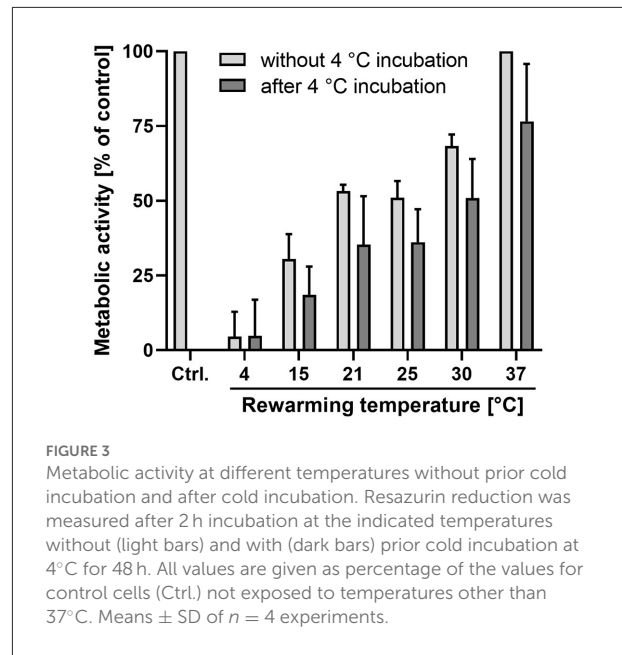 Metabolic activity [% of control]
100
75
50
25
0
without 4 °C incubation
after 4 °C incubation
Ctrl. 4 15 21 25 30 37
Rewarming temperature [°C]
FIGURE 3
Metabolic activity at different temperatures without prior cold
incubation and after cold incubation. Resazurin reduction was
measured after 2 h incubation at the indicated temperatures
without (light bars) and with (dark bars) prior cold incubation at
4°C for 48 h. All values are given as percentage of the values for
control cells (Ctrl.) not exposed to temperatures other than
37°C. Means ± SD of n = 4 experiments.